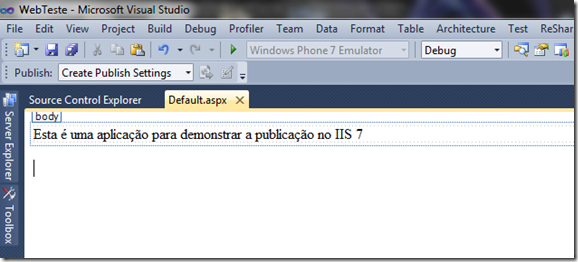 WebTeste - Microsoft Visual Studio
File Edit View Project Build Debug Profiler Team Data Format Table Architecture Test ReShar
Windows Phone 7 Emulator Debug
Publish: Create Publish Settings
Source Control Explorer Default.aspx
body
Esta é uma aplicação para demonstrar a publicação no IIS 7
Server Explorer
Toolbox